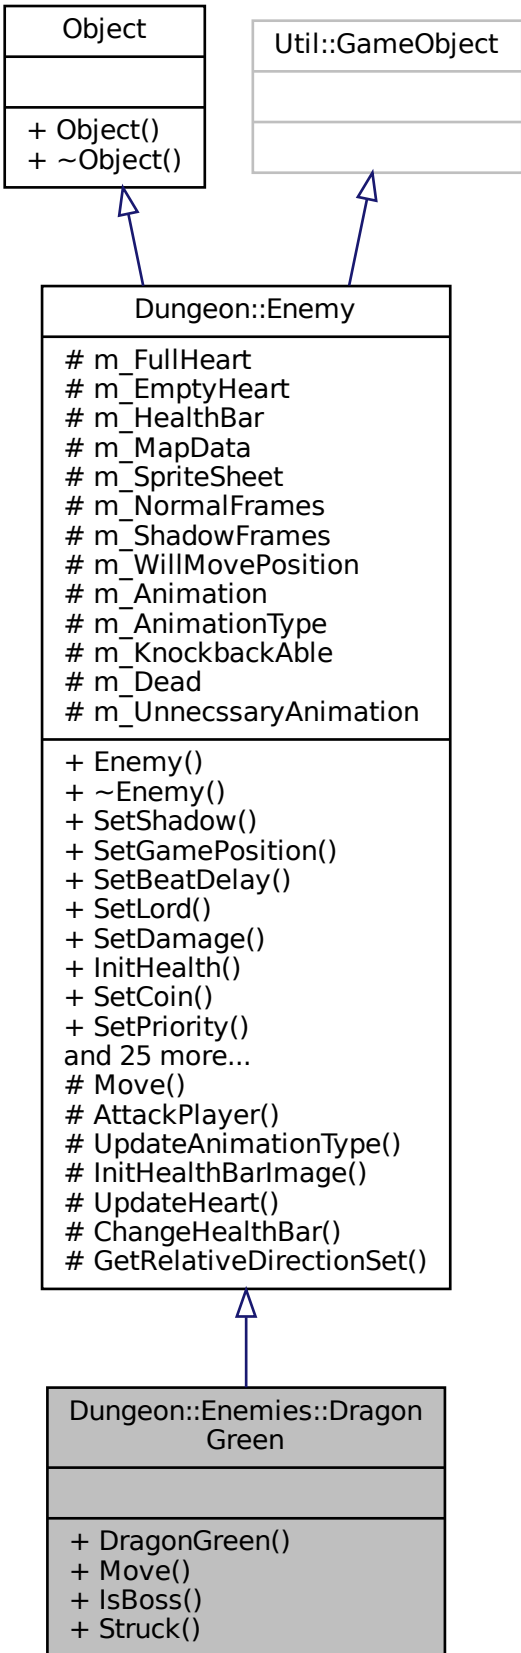 Object
+ Object()
+ ~Object()
Util::GameObject
Dungeon::Enemy
# m_FullHeart
# m_EmptyHeart
# m_HealthBar
# m_MapData
# m_SpriteSheet
# m_NormalFrames
# m_ShadowFrames
# m_WillMovePosition
# m_Animation
# m_AnimationType
# m_KnockbackAble
# m_Dead
# m_UnnecssaryAnimation
+ Enemy()
+ ~Enemy()
+ SetShadow()
+ SetGamePosition()
+ SetBeatDelay()
+ SetLord()
+ SetDamage()
+ InitHealth()
+ SetCoin()
+ SetPriority()
and 25 more...
# Move()
# AttackPlayer()
# UpdateAnimationType()
# InitHealthBarImage()
# UpdateHeart()
# ChangeHealthBar()
# GetRelativeDirectionSet()
Dungeon::Enemies::Dragon
Green
+ DragonGreen()
+ Move()
+ IsBoss()
+ Struck()